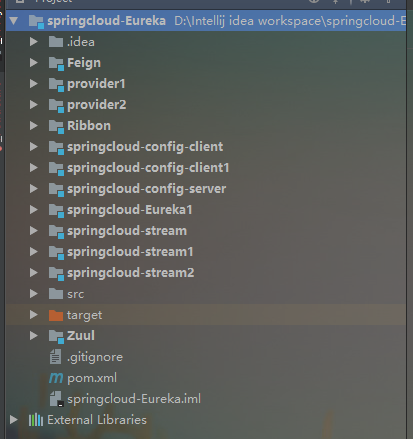 Project
springcloud-Eureka D:\Intellij idea workspace\springcloud-E
.idea
Feign
provider1
provider2
Ribbon
springcloud-config-client
springcloud-config-client1
springcloud-config-server
springcloud-Eureka1
springcloud-stream
springcloud-stream1
springcloud-stream2
src
target
Zuul
.gitignore
pom.xml
springcloud-Eureka.iml
External Libraries